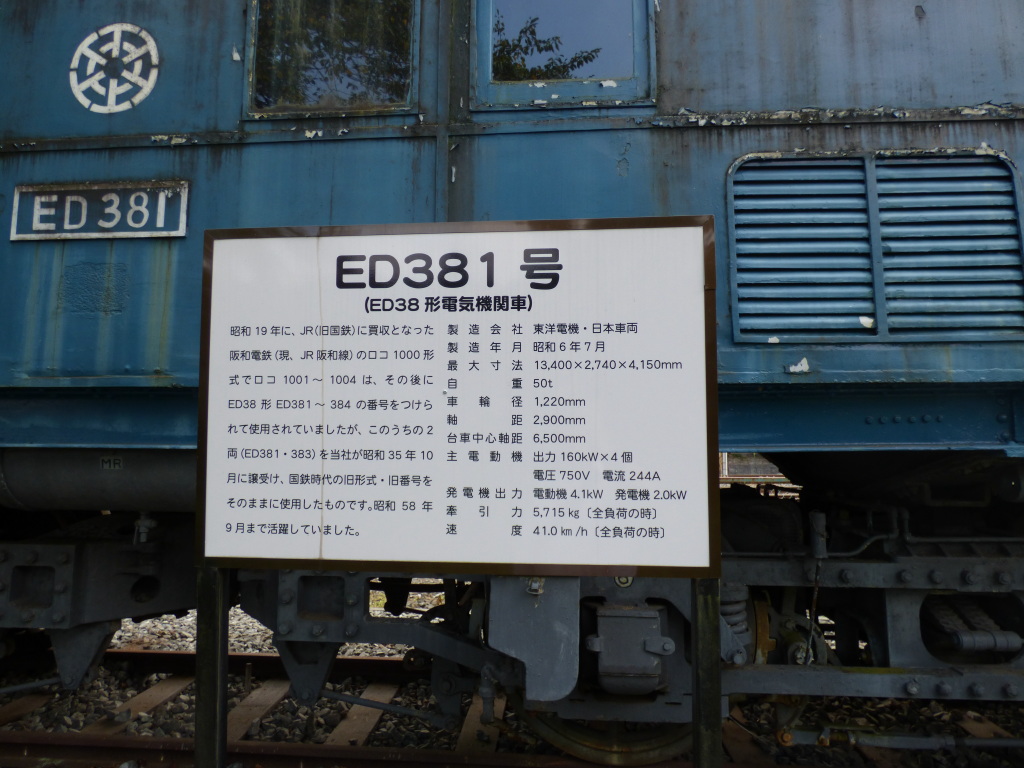 ED381
MR
ED381号
(ED38形電気機関車)
昭和19年に、JR(旧国鉄)に買収となった
阪和電鉄(現、JR阪和線)のロコ1000形
式でロコ1001～1004は、その後に
ED38形ED381～384の番号をつけら
れて使用されていましたが、このうちの2
両(ED381・383)を当社が昭和35年10
月に譲受け、国鉄時代の旧形式・旧番号を
そのままに使用したものです。昭和58年
9月まで活躍していました。
製造会社 東洋電機・日本車両
製造年月 昭和6年7月
最大寸法 13,400×2,740×4,150mm
自重 50t
車輪径 1,220mm
軸距 2,900mm
台車中心軸距 6,500mm
主電動機 出力160kW×4個
電圧750V 電流244A
発電機出力 電動機4.1kW 発電機2.0kW
牽引力 5,715kg〔全負荷の時〕
速度 41.0km/h〔全負荷の時〕